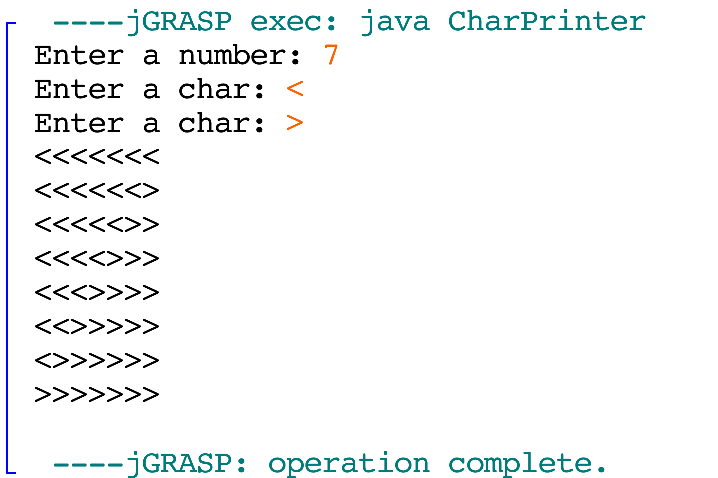 ----jGRASP exec: java CharPrinter
Enter a number: 7
Enter a char: <
Enter a char: >
<<<<<<<
<<<<<<>
<<<<<>>
<<<<>>>
<<<>>>>
<<>>>>>
<>>>>>>
>>>>>>>
----jGRASP: operation complete.